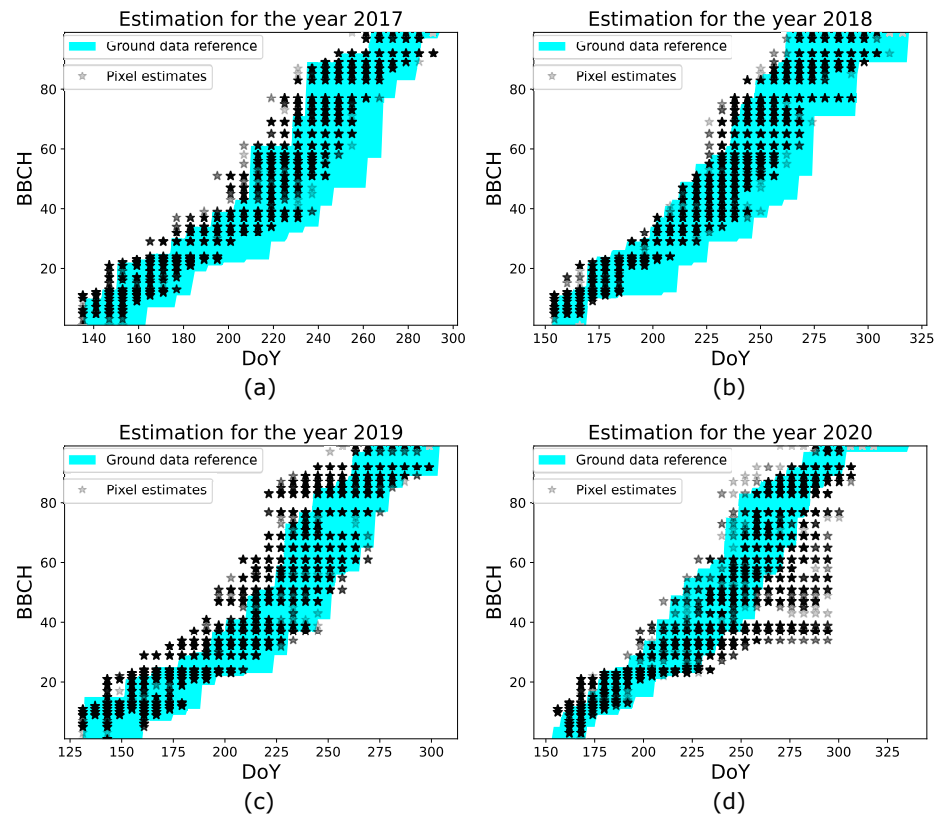 Estimation for the year 2017
Ground data reference
Pixel estimates
80
60
40
20
BBCH
140 160 180 200 220 240 260 280 300
DoY
(a)
Estimation for the year 2018
Ground data reference
Pixel estimates
80
60
40
20
BBCH
150 175 200 225 250 275 300 325
DoY
(b)
Estimation for the year 2019
Ground data reference
Pixel estimates
80
60
40
20
BBCH
125 150 175 200 225 250 275 300
DoY
(c)
Estimation for the year 2020
Ground data reference
Pixel estimates
80
60
40
20
BBCH
150 175 200 225 250 275 300 325
DoY
(d)